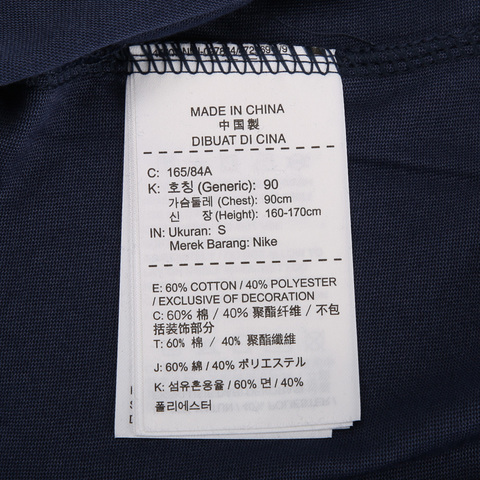 MADE IN CHINA
中国製
DIBUAT DI CINA
C: 165/84A
K: 호칭 (Generic): 90
가슴둘레 (Chest): 90cm
신 장 (Height): 160-170cm
IN: Ukuran: S
Merek Barang: Nike
E: 60% COTTON / 40% POLYESTER
/ EXCLUSIVE OF DECORATION
C: 60% 棉 / 40% 聚酯纤维 / 不包
括装饰部分
T: 60% 棉 / 40% 聚酯纖維
J: 60% 綿 / 40% ポリエステル
K: 섬유혼용율 / 60% 면 / 40%
폴리에스터